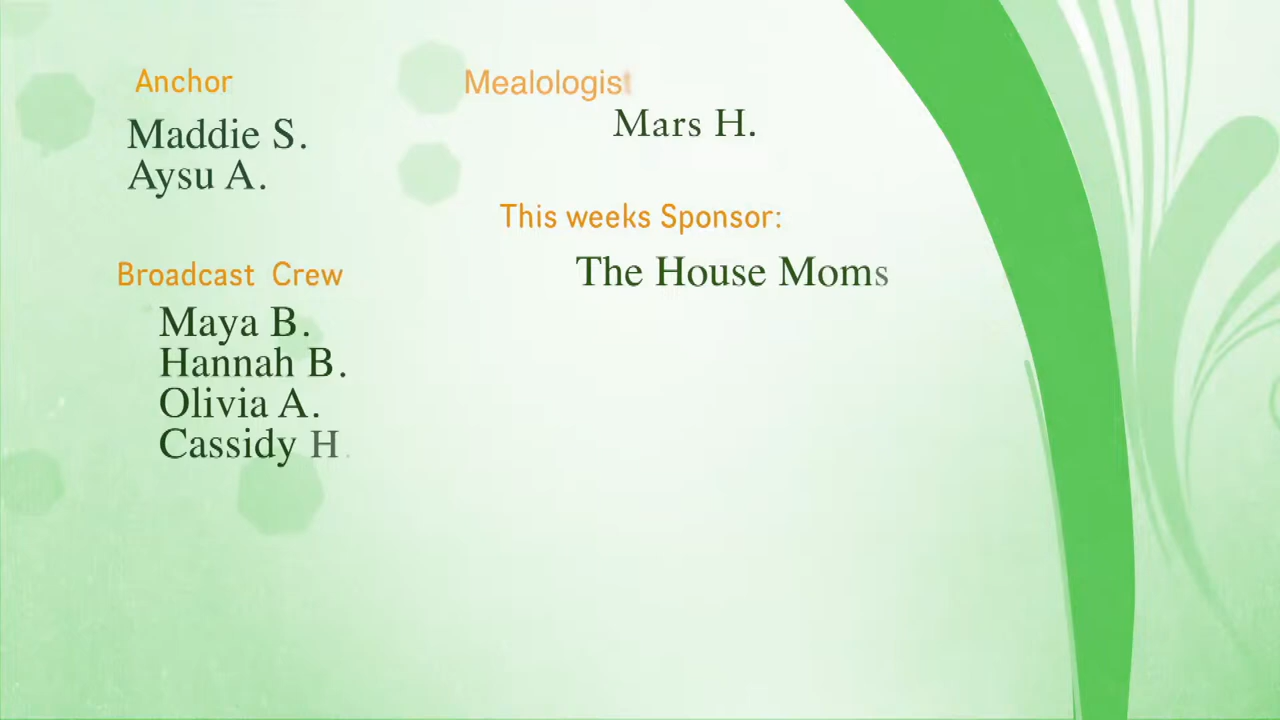 Anchor
Maddie S.
Aysu A.
Broadcast Crew
Maya B.
Hannah B.
Olivia A.
Cassidy H.
Mealologist
Mars H.
This weeks Sponsor:
The House Moms